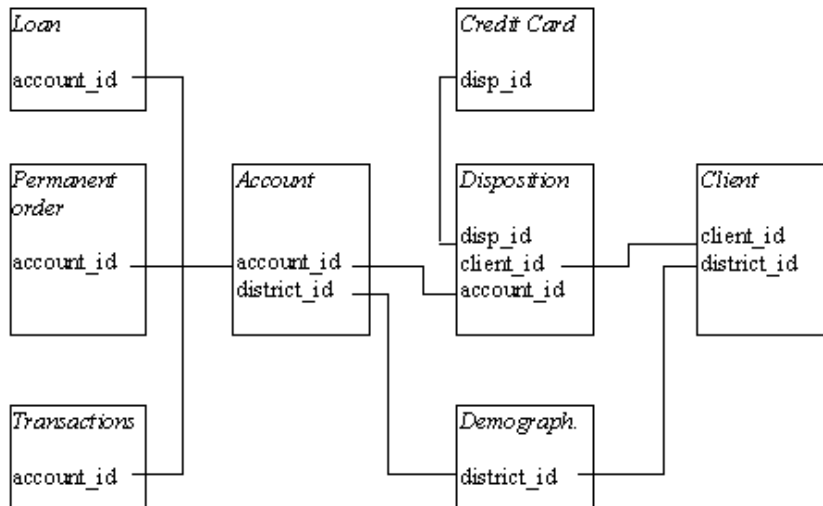 Loan
account_id
Credit Card
disp_id
Permanent
order
account_id
Account
account_id
district_id
Disposition
disp_id
client_id
account_id
Client
client_id
district_id
Transactions
account_id
Demograph.
district_id